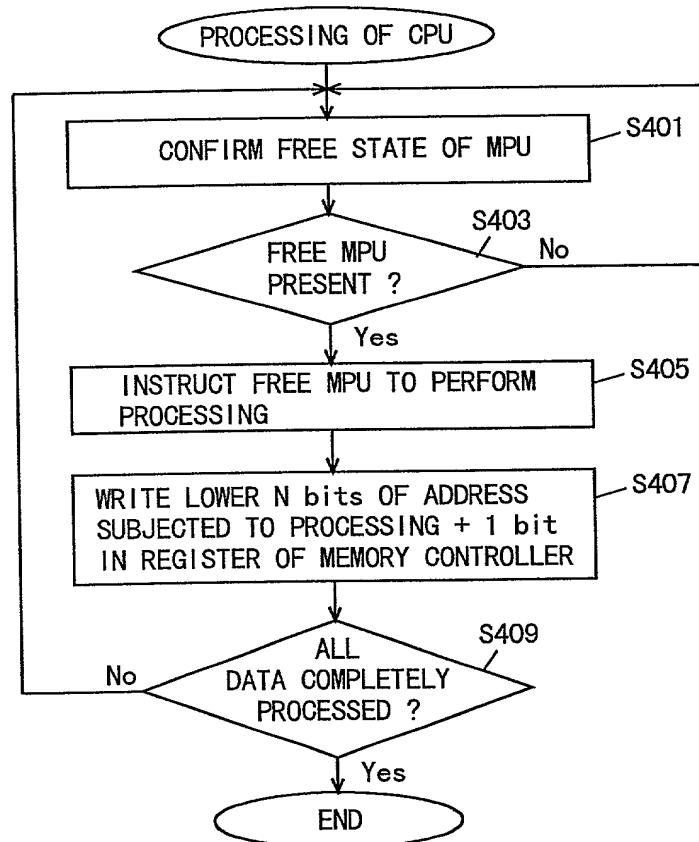 PROCESSING OF CPU
CONFIRM FREE STATE OF MPU
S401
S403
FREE MPU
PRESENT ?
No
Yes
INSTRUCT FREE MPU TO PERFORM
PROCESSING
S405
WRITE LOWER N bits OF ADDRESS
SUBJECTED TO PROCESSING + 1 bit
IN REGISTER OF MEMORY CONTROLLER
S407
ALL
DATA COMPLETELY
PROCESSED ?
S409
No
Yes
END